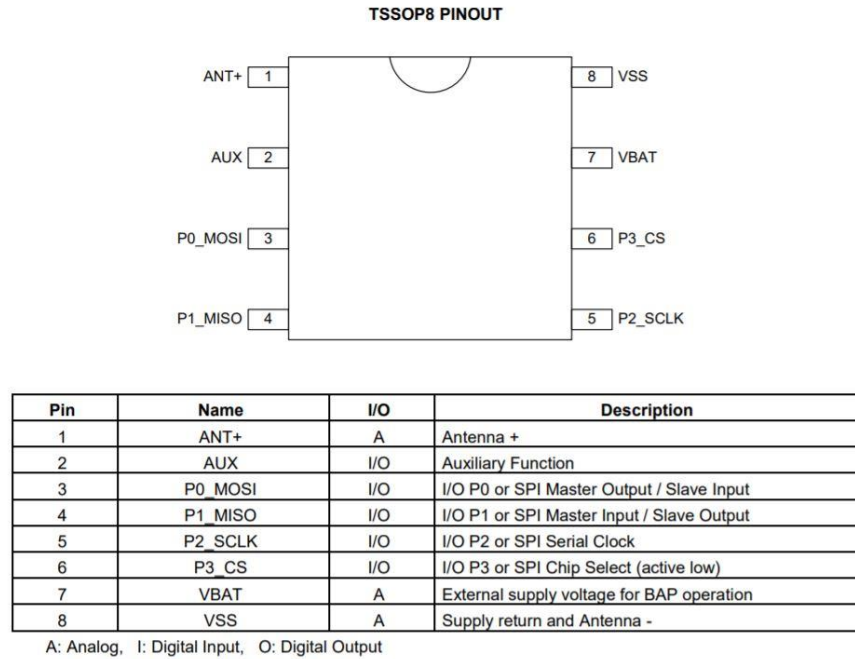 TSSOP8 PINOUT
ANT+ 1 8 VSS
AUX 2 7 VBAT
P0_MOSI 3 6 P3_CS
P1_MISO 4 5 P2_SCLK
Pin Name I/O Description
1 ANT+ A Antenna +
2 AUX I/O Auxiliary Function
3 P0_MOSI I/O I/O P0 or SPI Master Output / Slave Input
4 P1_MISO I/O I/O P1 or SPI Master Input / Slave Output
5 P2_SCLK I/O I/O P2 or SPI Serial Clock
6 P3_CS I/O I/O P3 or SPI Chip Select (active low)
7 VBAT A External supply voltage for BAP operation
8 VSS A Supply return and Antenna -
A: Analog, I: Digital Input, O: Digital Output